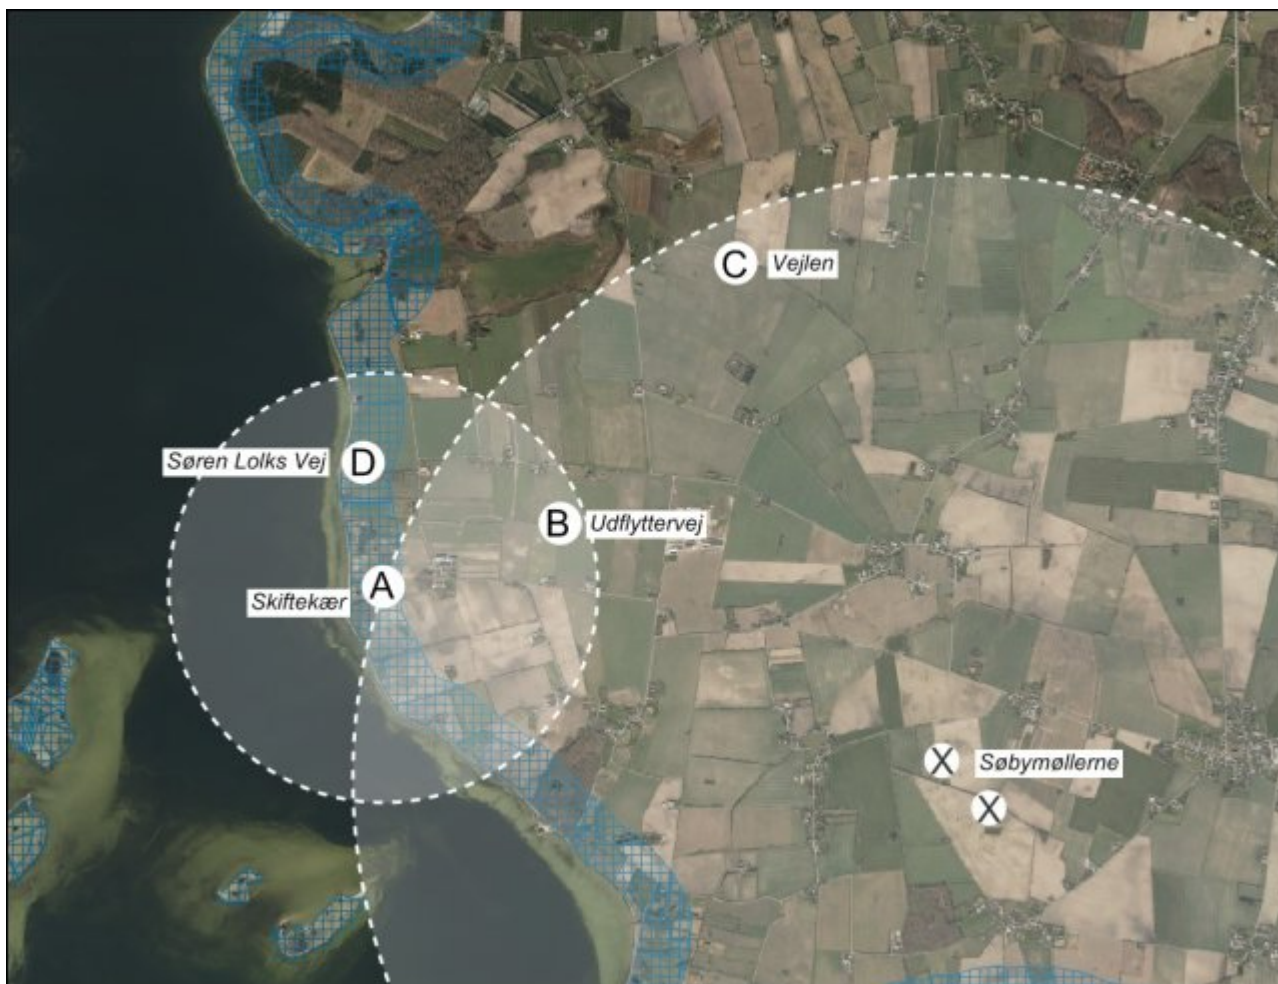 C Vejlen
Søren Lolks Vej D
B Udflyttervej
Skiftekær A
X Søbymøllerne
X